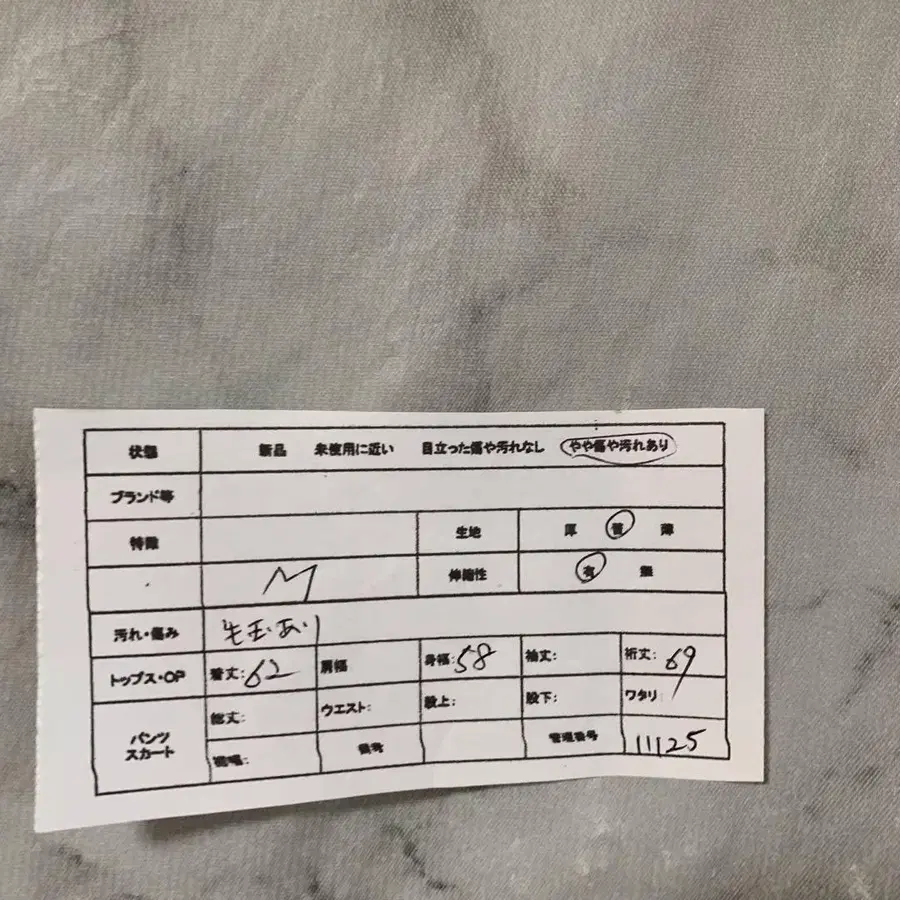 状態 新品 未使用に近い 目立った傷や汚れなし やや傷や汚れあり
ブランド等
特徴 生地 厚 普 薄
M 伸縮性 有 無
汚れ・傷み 毛玉あり
トップス・OP 着丈:62 肩幅 身幅:58 袖丈: 裄丈:69
パンツ スカート 総丈: ウエスト: 股上: 股下: ワタリ:
裾幅: 備考 管理番号 11125